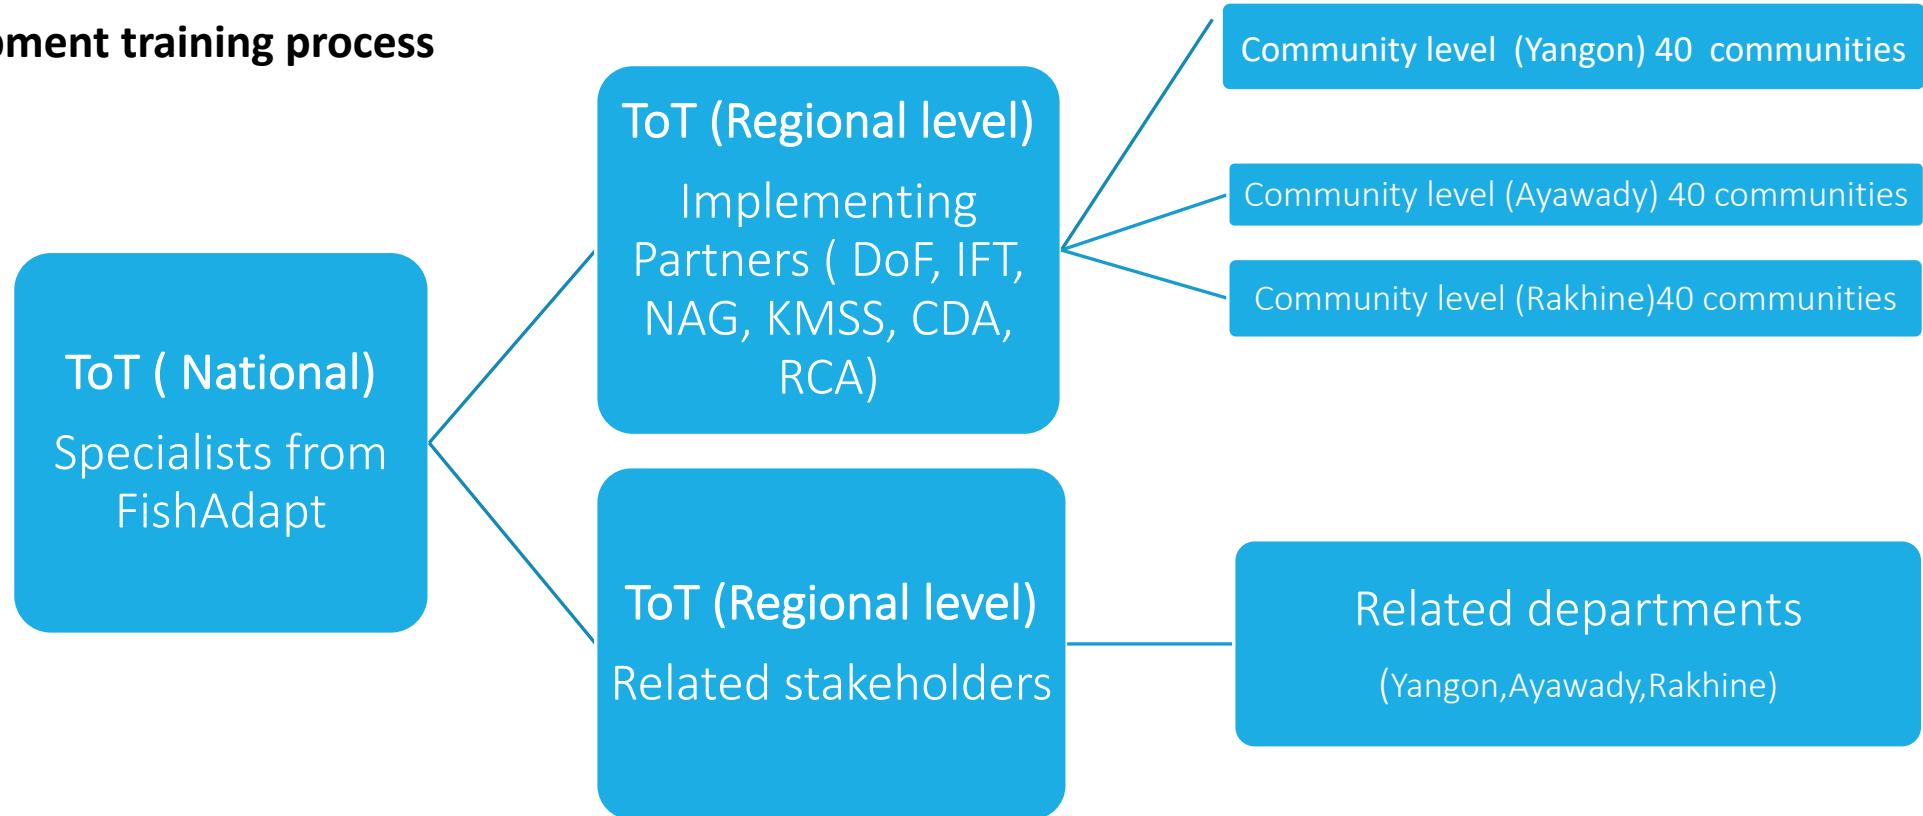 pment training process
ToT ( National)
Specialists from
FishAdapt
ToT (Regional level)
Implementing
Partners ( DoF, IFT,
NAG, KMSS, CDA,
RCA)
ToT (Regional level)
Related stakeholders
Community level  (Yangon) 40  communities
Community level (Ayawady) 40 communities
Community level (Rakhine)40 communities
Related departments
(Yangon,Ayawady,Rakhine)